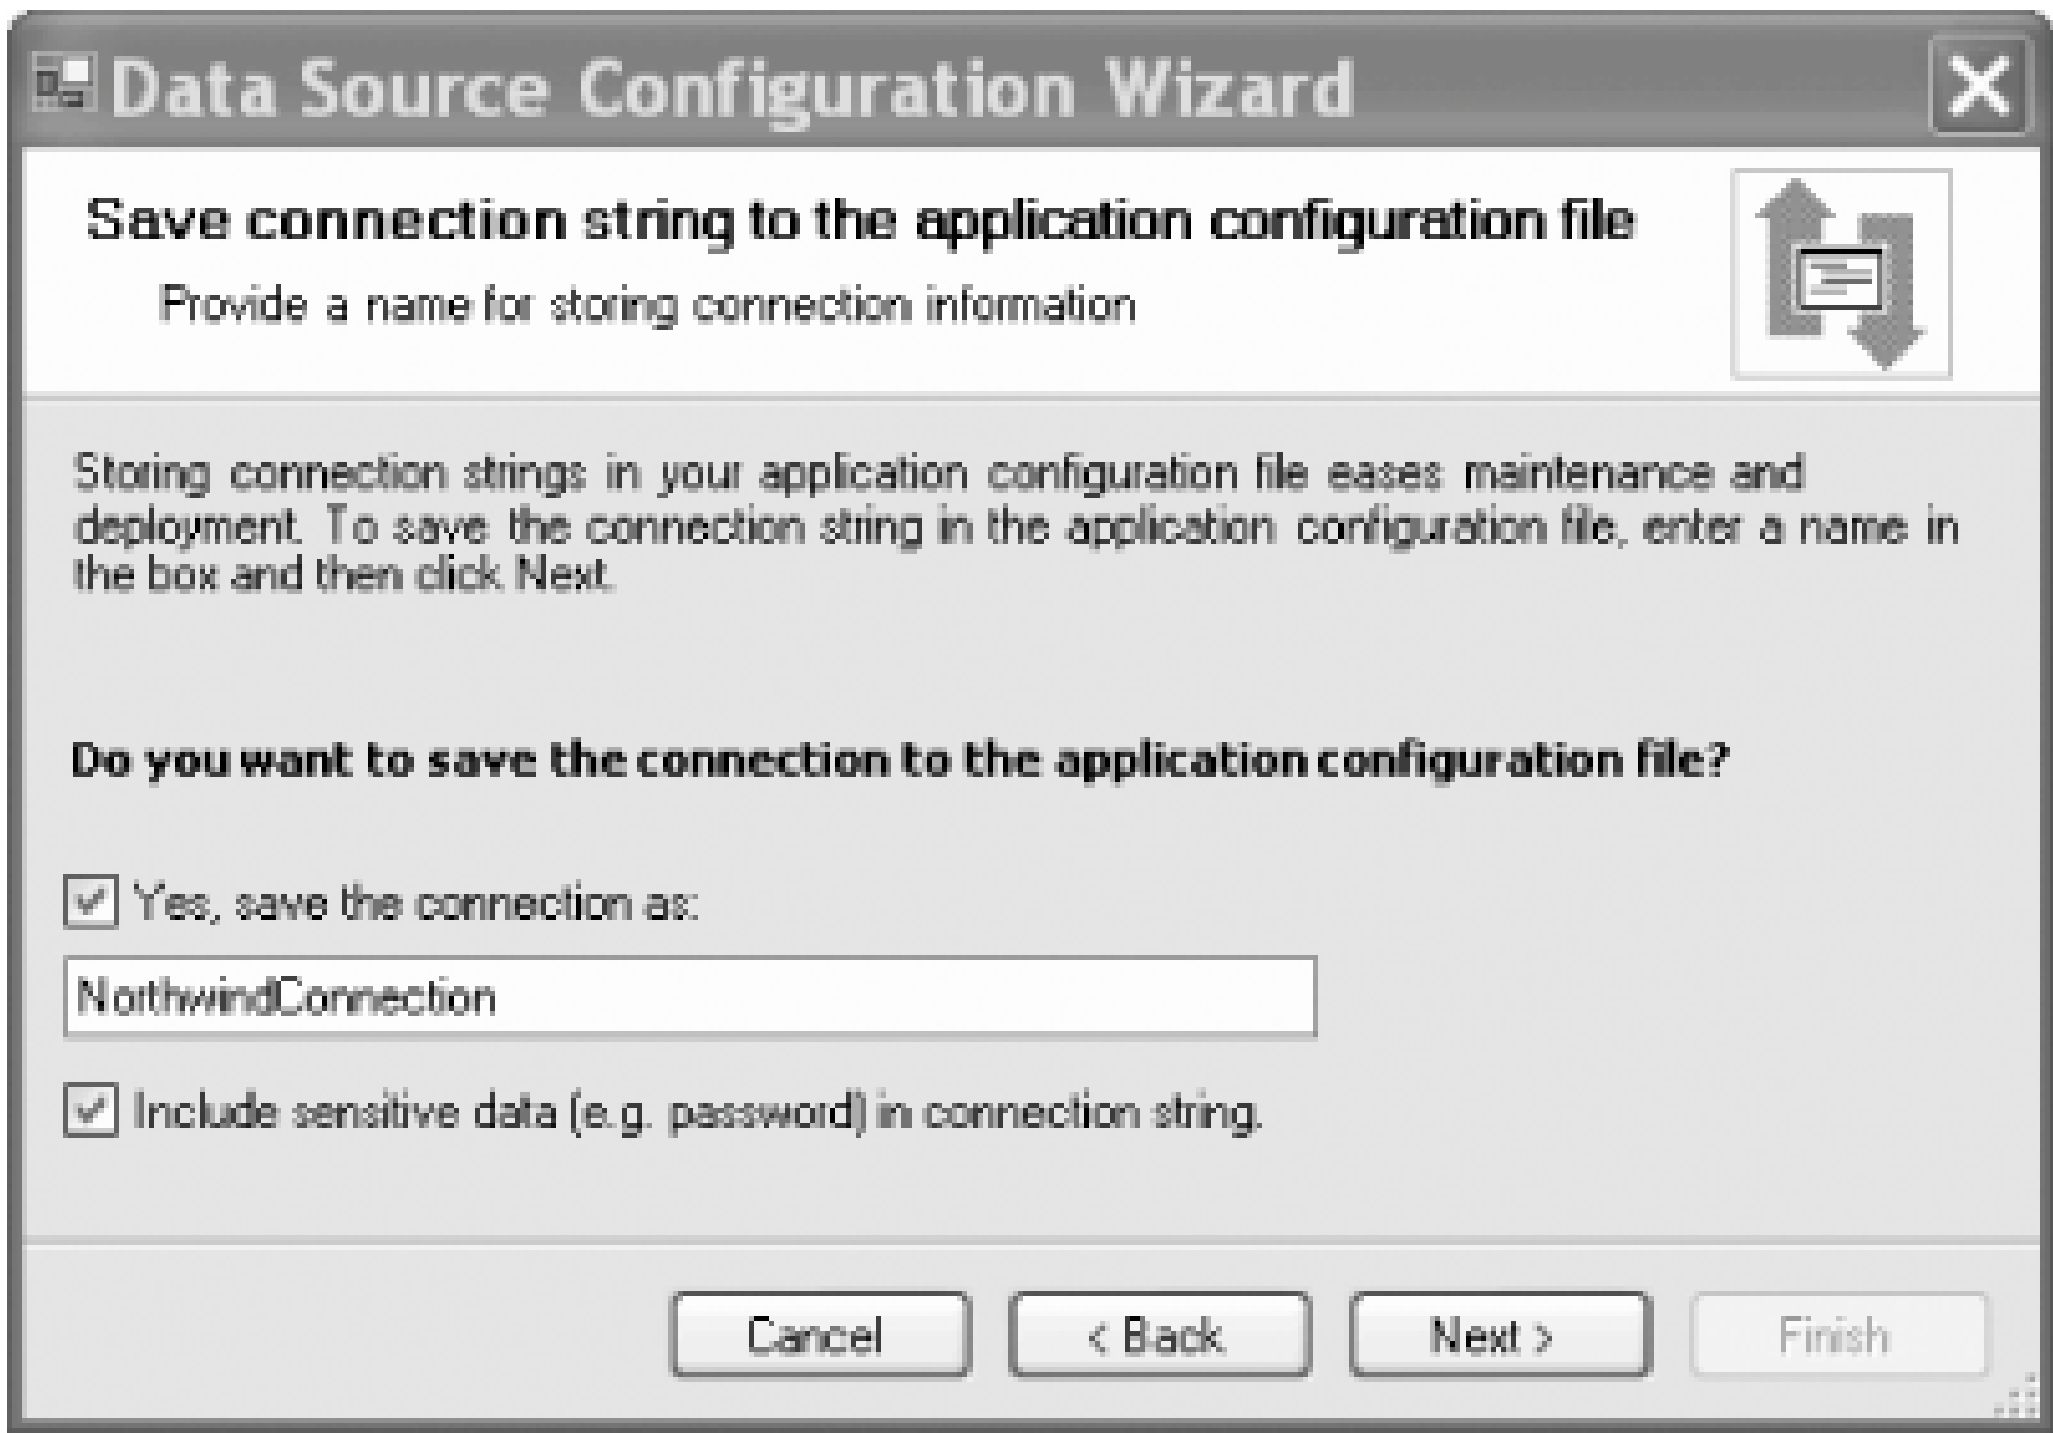 Data Source Configuration Wizard
Save connection string to the application configuration file
Provide a name for storing connection information
Storing connection strings in your application configuration file eases maintenance and
deployment. To save the connection string in the application configuration file, enter a name in
the box and then click Next.
Do you want to save the connection to the application configuration file?
Yes, save the connection as:
NorthwindConnection
Include sensitive data (e.g. password) in connection string.
Cancel < Back Next > Finish